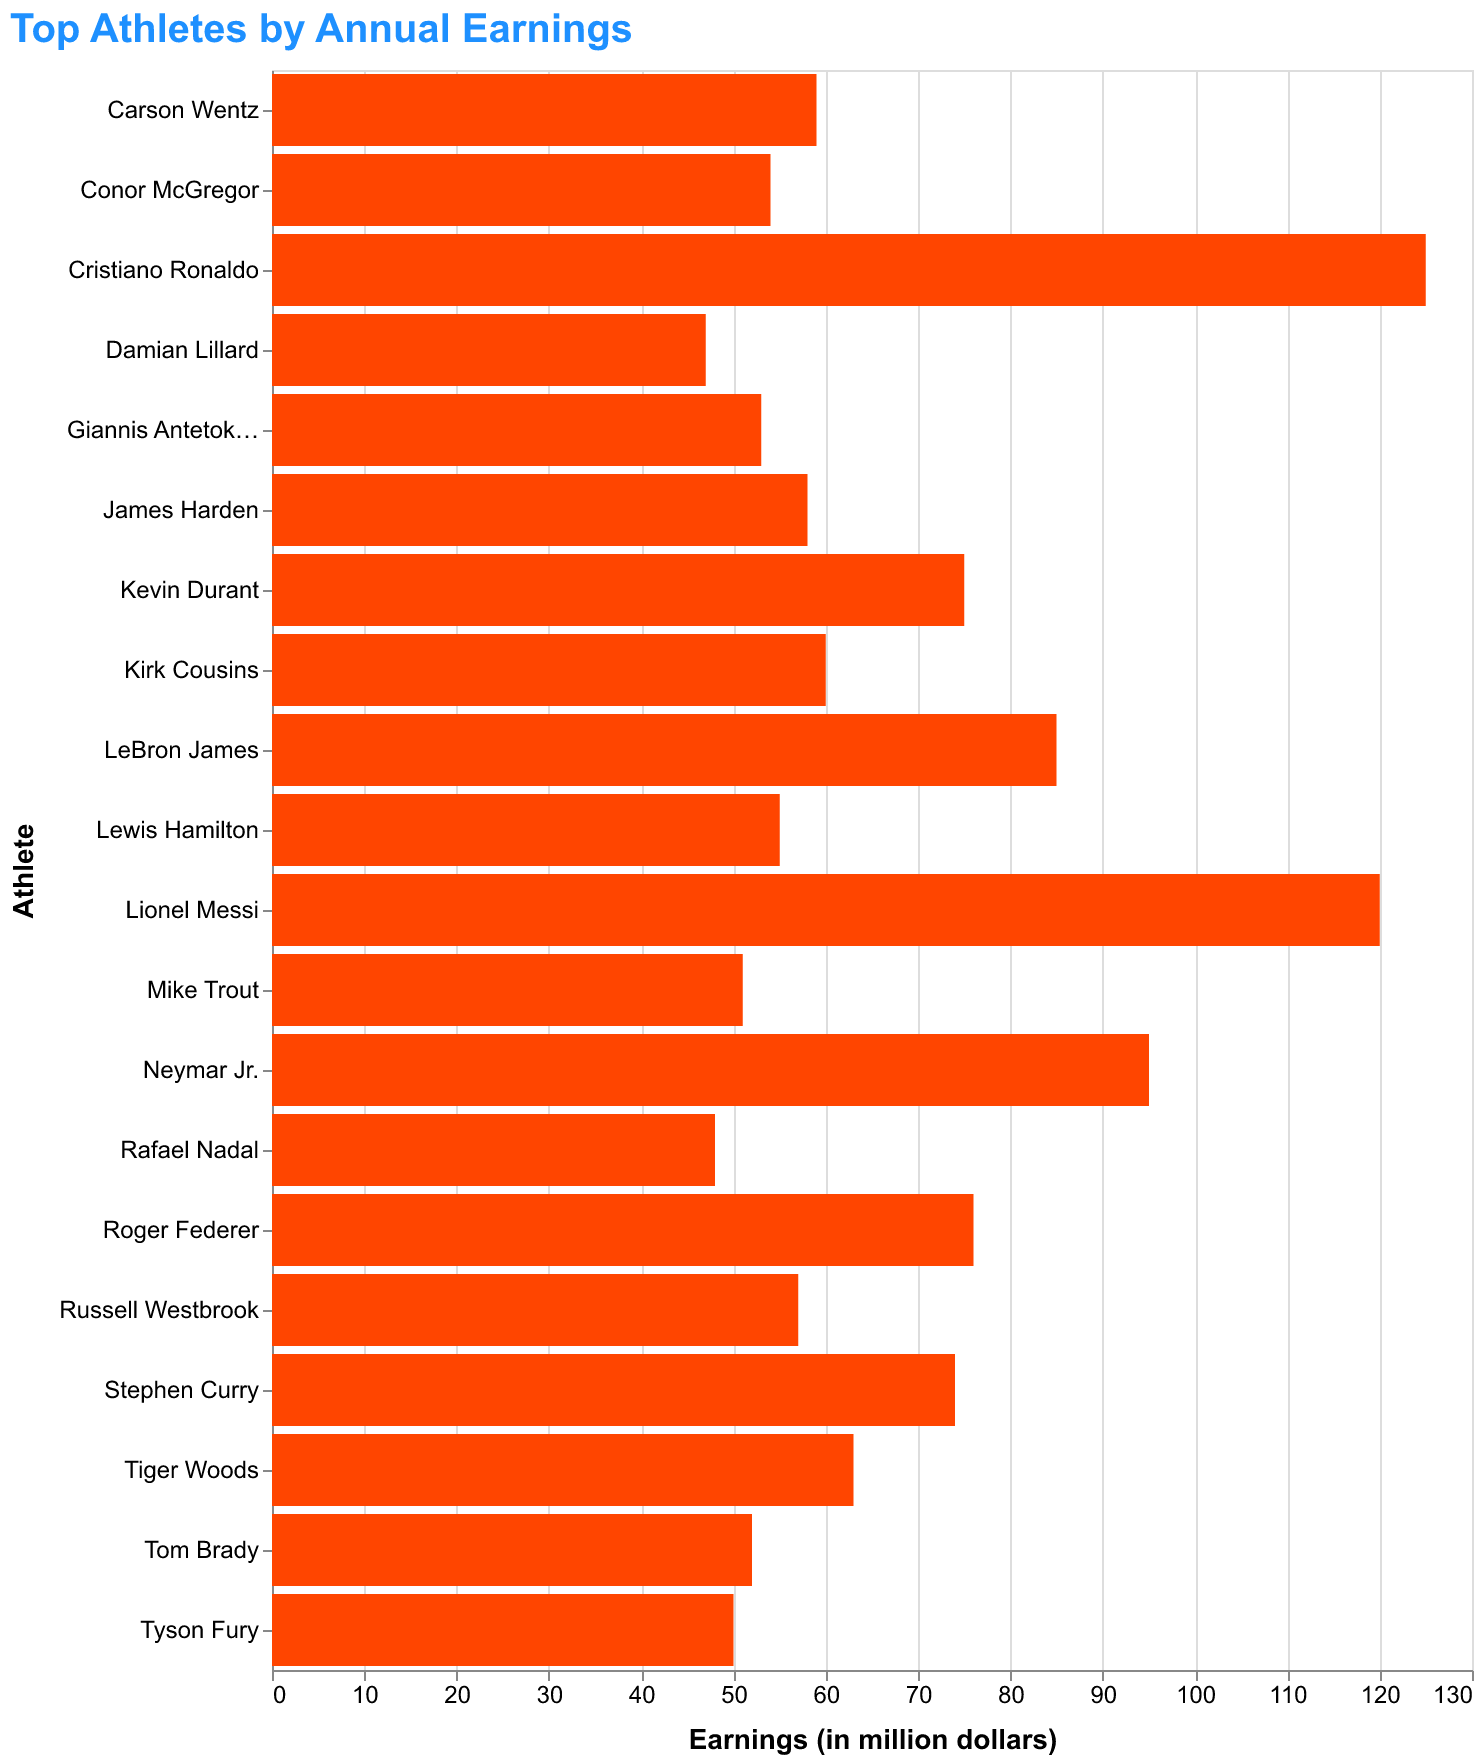 Top Athletes by Annual Earnings
Carson Wentz
Conor McGregor
Cristiano Ronaldo
Damian Lillard
Giannis Antetok…
James Harden
Kevin Durant
Kirk Cousins
LeBron James
Lewis Hamilton
Lionel Messi
Mike Trout
Neymar Jr.
Rafael Nadal
Roger Federer
Russell Westbrook
Stephen Curry
Tiger Woods
Tom Brady
Tyson Fury
Athlete
0 10 20 30 40 50 60 70 80 90 100 110 120 130
Earnings (in million dollars)